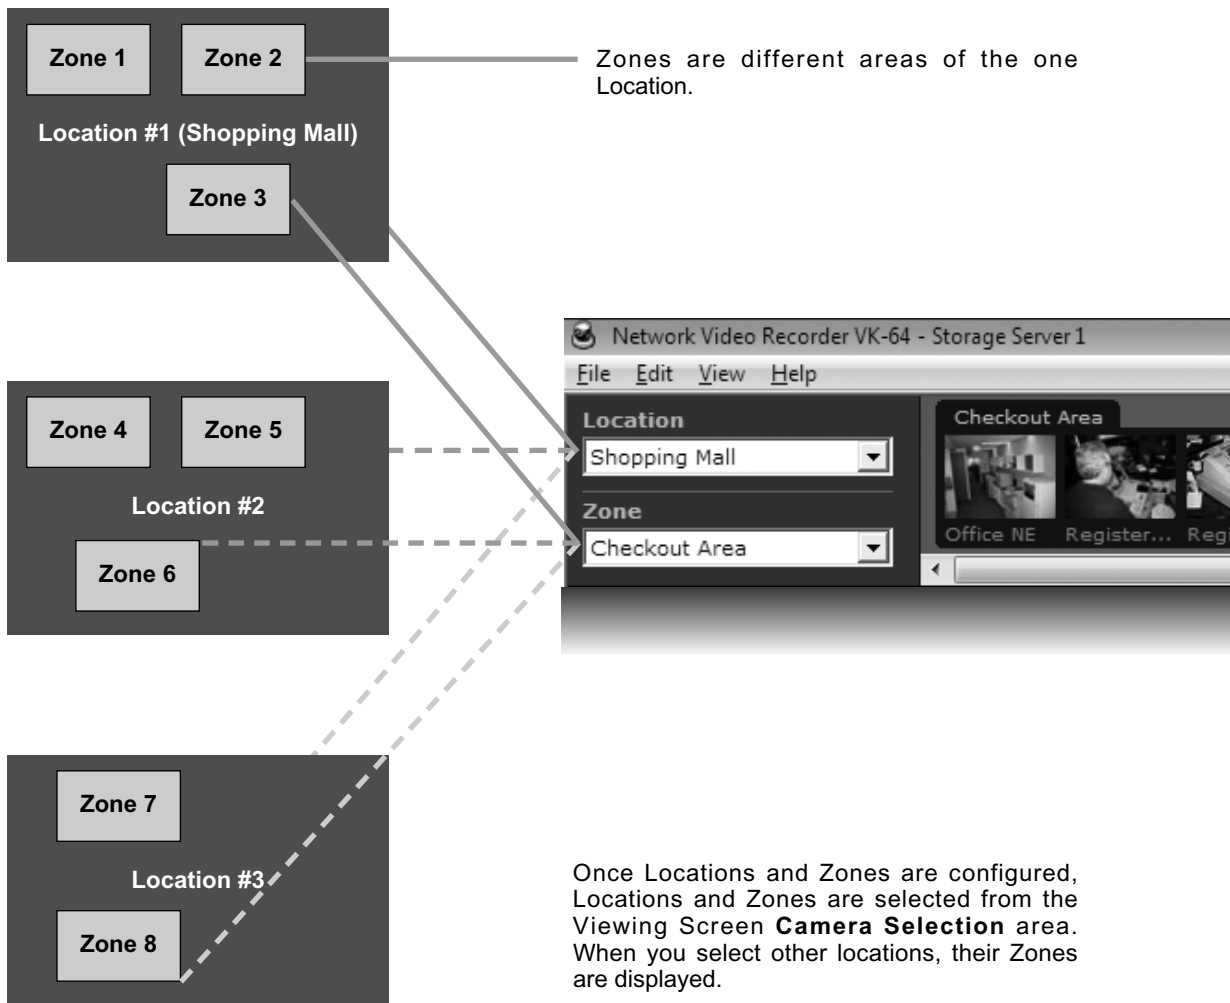 Zone 1
Zone 2
Location #1 (Shopping Mall)
Zone 3
Zones are different areas of the one
Location.
Zone 4
Zone 5
Location #2
Zone 6
Network Video Recorder VK-64 - Storage Server 1
File Edit View Help
Location
Shopping Mall
Zone
Checkout Area
Checkout Area
Office NE
Register...
Regi
Zone 7
Location #3
Zone 8
Once Locations and Zones are configured,
Locations and Zones are selected from the
Viewing Screen Camera Selection area.
When you select other locations, their Zones
are displayed.